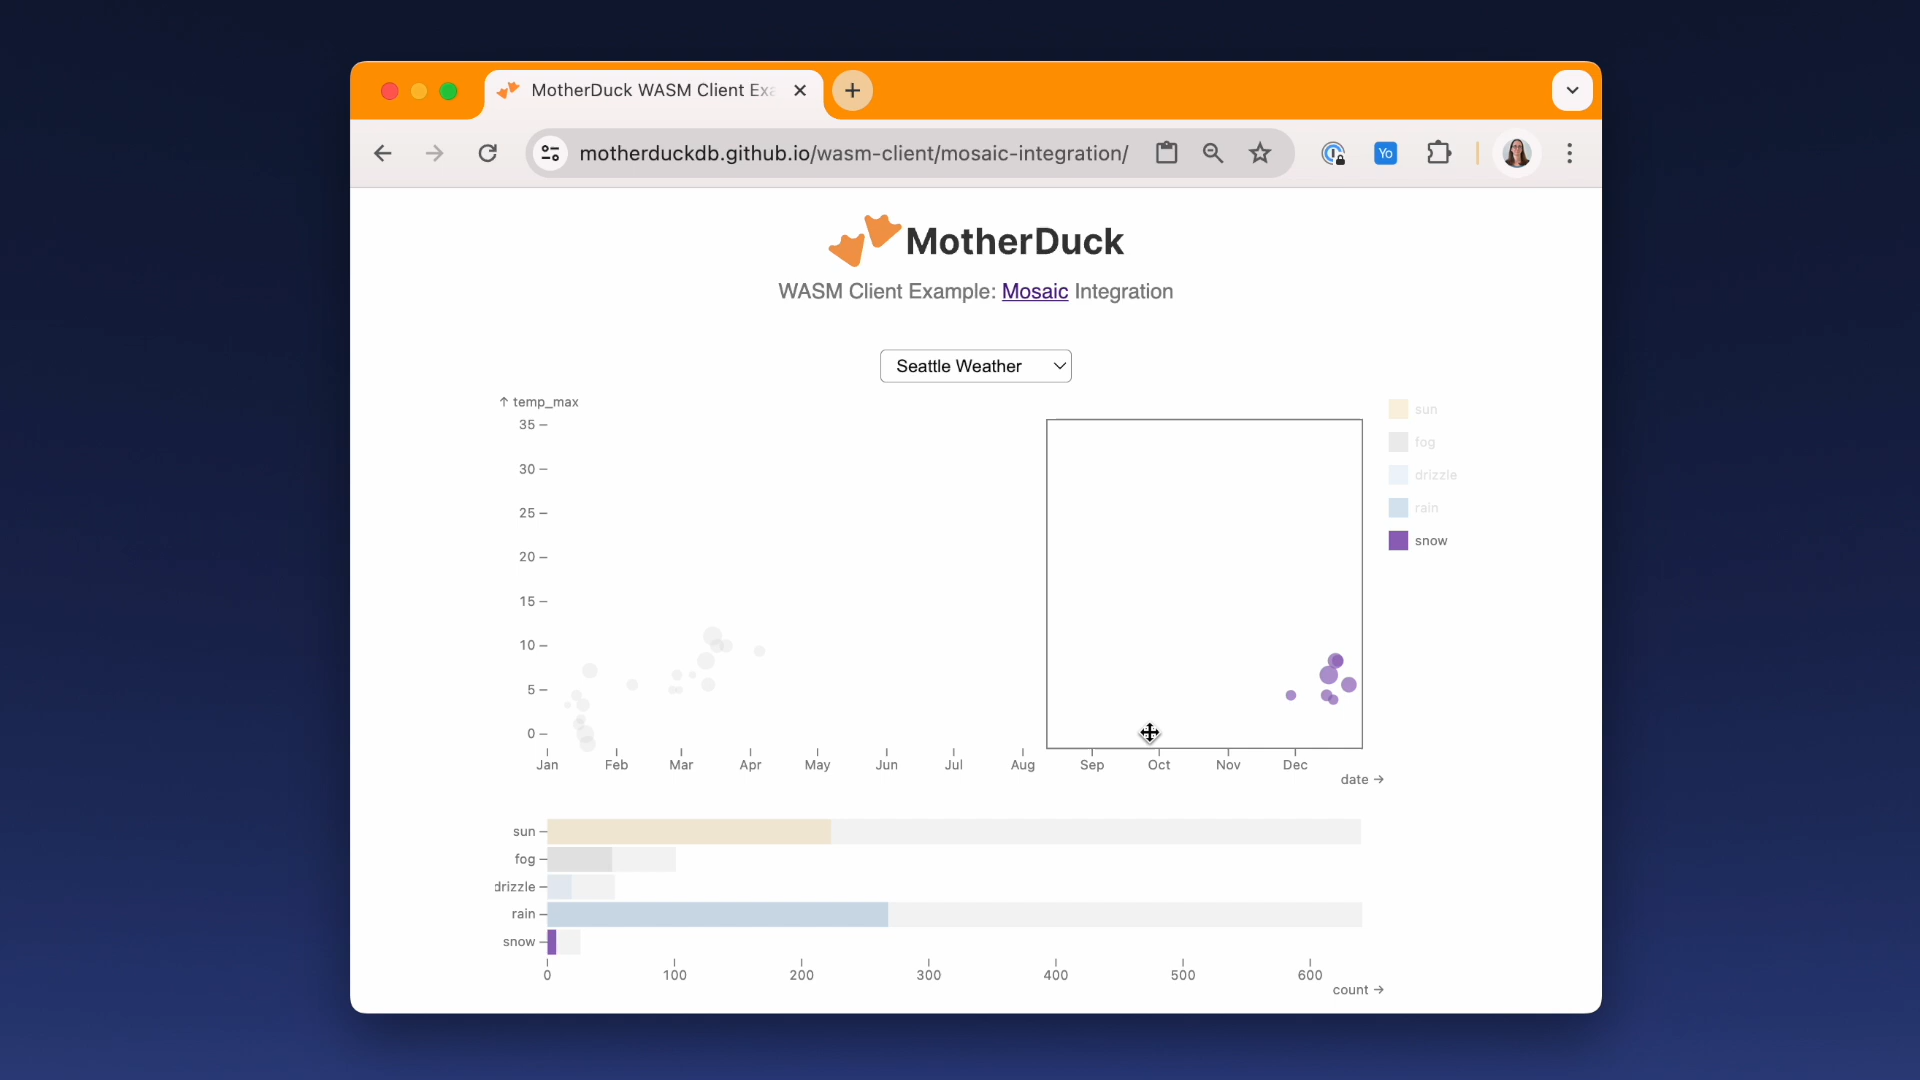 MotherDuck WASM Client Exa
motherduckdb.github.io/wasm-client/mosaic-integration/
Yo
MotherDuck
WASM Client Example: Mosaic Integration
Seattle Weather
↑ temp_max
35
30
25
20
15
10
5
0
Jan Feb Mar Apr May Jun Jul Aug Sep Oct Nov Dec
date →
sun
fog
drizzle
rain
snow
sun
fog
drizzle
rain
snow
0 100 200 300 400 500 600
count →